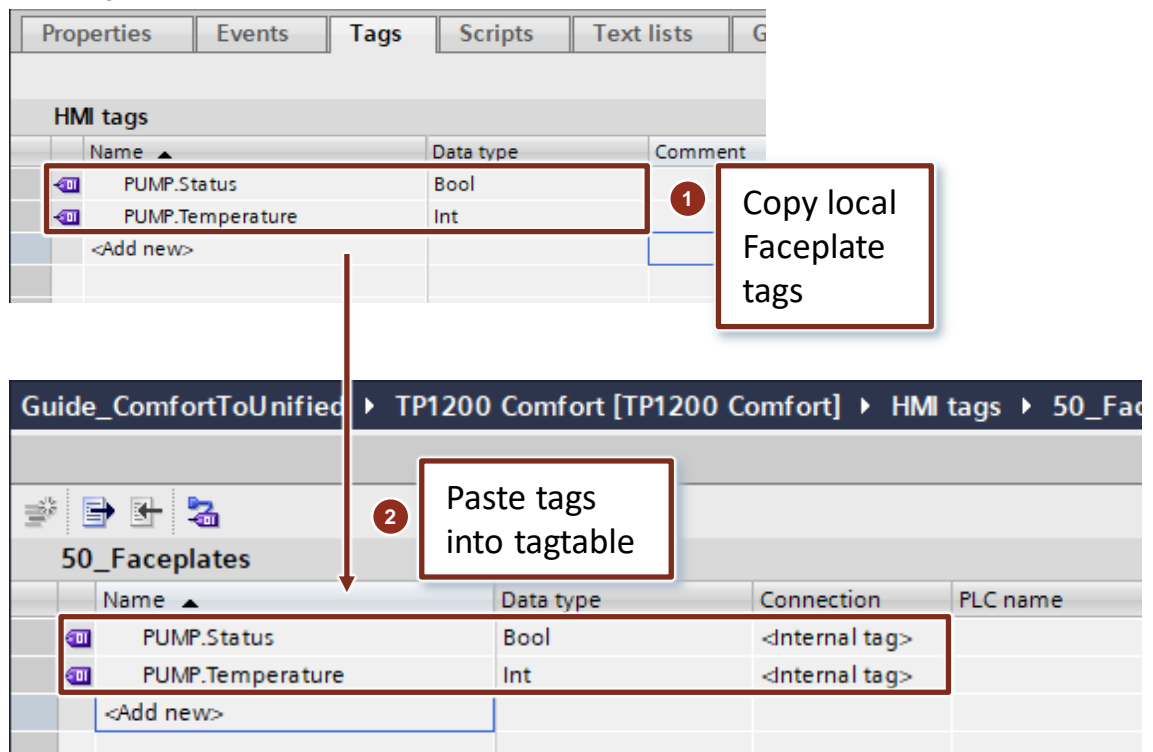 Properties Events Tags Scripts Text lists G
HMI tags
Name Data type Comment
PUMP.Status Bool
PUMP.Temperature Int
<Add new>
1
Copy local
Faceplate
tags
Guide_ComfortToUnified TP1200 Comfort [TP1200 Comfort] HMI tags 50_Fac
2
Paste tags
into tagtable
50_Faceplates
Name Data type Connection PLC name
PUMP.Status Bool <Internal tag>
PUMP.Temperature Int <Internal tag>
<Add new>